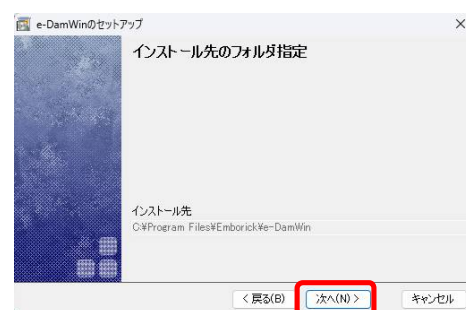 e-DamWinのセットアップ
インストール先のフォルダ指定
インストール先
C:¥Program Files¥Emborick¥e-DamWin
< 戻る(B)
次へ(N) >
キャンセル